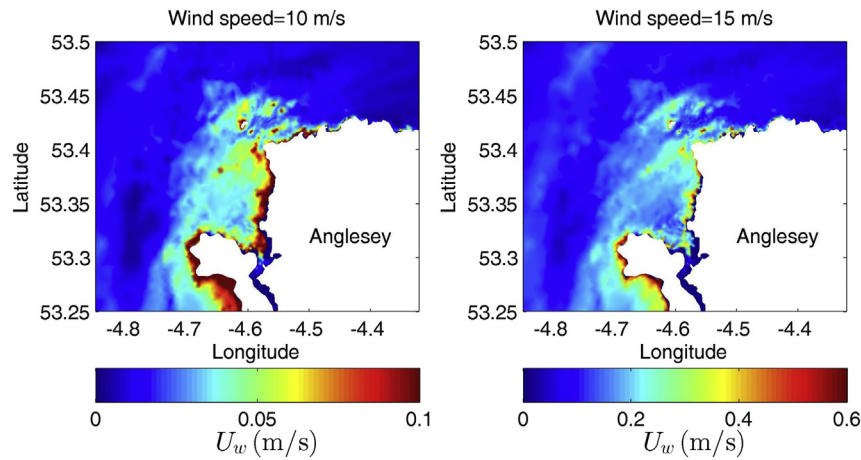 Wind speed=10 m/s
53.5
53.45
53.4
53.35
53.3
53.25
Latitude
Anglesey
-4.8 -4.7 -4.6 -4.5 -4.4
Longitude
0 0.05 0.1
U_w (m/s)
Wind speed=15 m/s
53.5
53.45
53.4
53.35
53.3
53.25
Latitude
Anglesey
-4.8 -4.7 -4.6 -4.5 -4.4
Longitude
0 0.2 0.4 0.6
U_w (m/s)